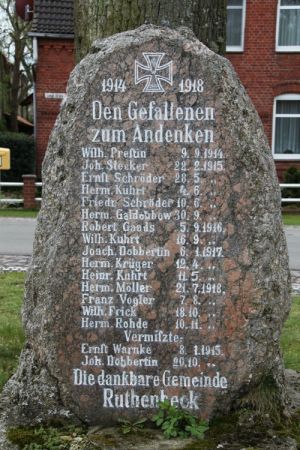 1914 1918
Den Gefallenen
zum Andenken
Wilh. Prestin 9. 9. 1914.
Joh. Stecker 22. 2. 1915.
Ernst Schröder 28. 5. „
Herm. Kuhrt 4. 6. „
Friedr. Schröder 10. 6. „
Herm. Galdenbow 30. 9. „
Robert Gauds 5. 9. 1916.
Wilh. Kuhrt 16. 9. „
Joach. Dobbertin 6. 1. 1917.
Herm. Krüger 12. 4. „
Heinr. Kuhrt 11. 5. „
Herm. Möller 21. 7. 1918.
Franz Vogler 7. 8. „
Wilh. Frick 18. 10. „
Herm. Rohde 10. 11. „
Vermißte:
Ernst Warnke 8. 1. 1915.
Joh. Dobbertin 20. 10. „
Die dankbare Gemeinde
Ruthenbeck